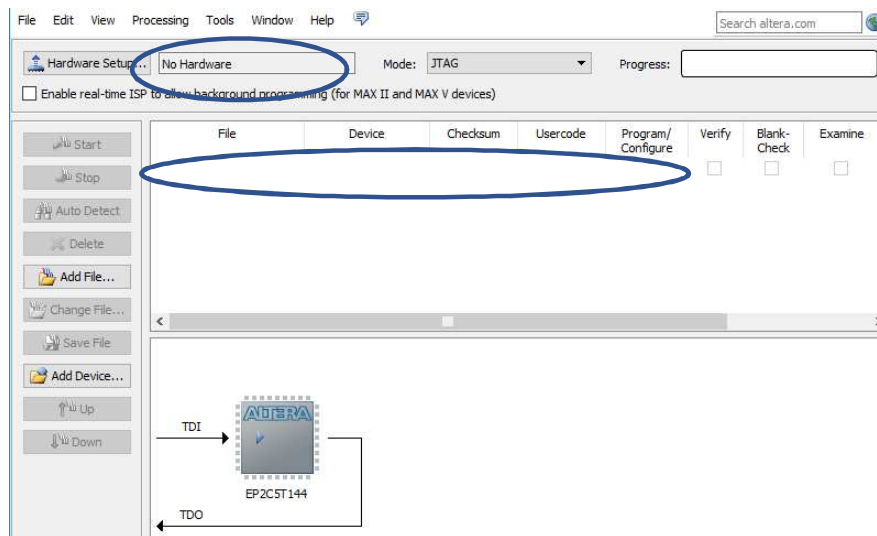 File Edit View Processing Tools Window Help
Search altera.com
Hardware Setup... No Hardware Mode: JTAG Progress:
Enable real-time ISP to allow background programming (for MAX II and MAX V devices)
File Device Checksum Usercode Program/ Verify Blank- Examine
Configure Check
Start
Stop
Auto Detect
Delete
Add File...
Change File...
Save File
Add Device...
Up
Down
ALTERA
TDI
EP2C5T144
TDO